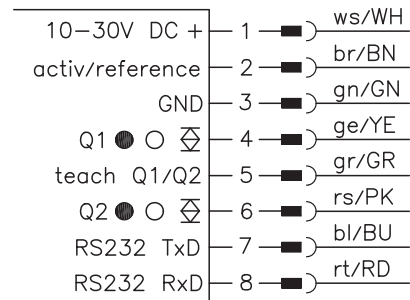 10-30V DC + 1 ws/WH
activ/reference 2 br/BN
GND 3 gn/GN
Q1 4 ge/YE
teach Q1/Q2 5 gr/GR
Q2 6 rs/PK
RS232 TxD 7 bl/BU
RS232 RxD 8 rt/RD